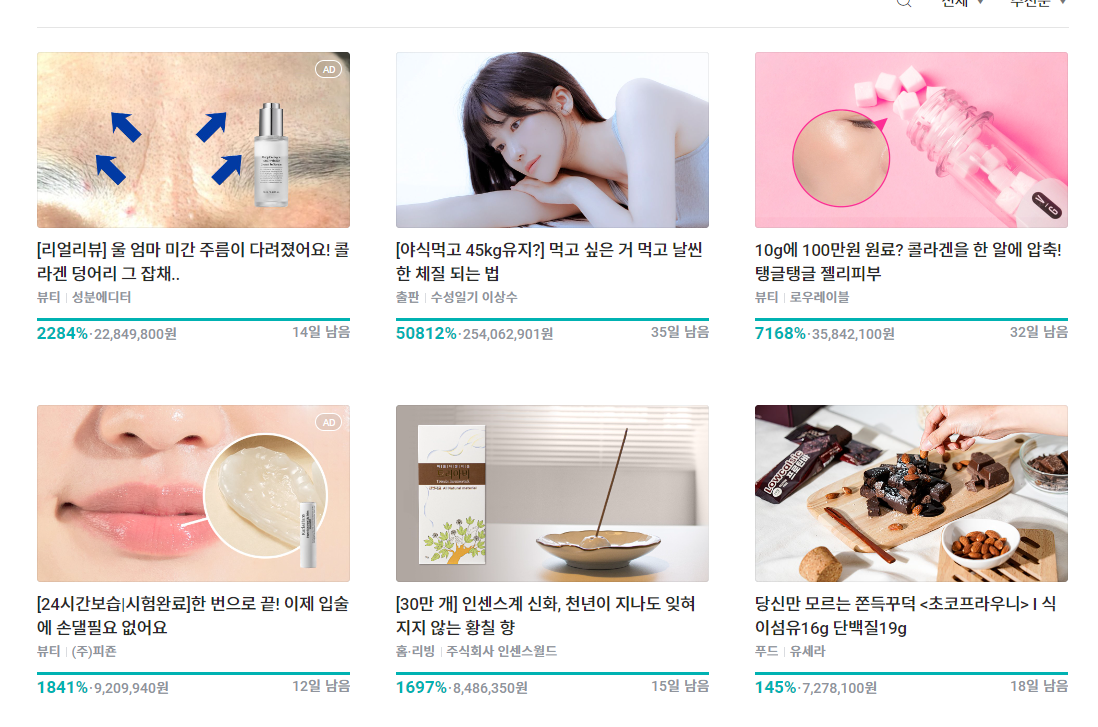 전체 ▼ 추천순 ▼
AD
[리얼리뷰] 울 엄마 미간 주름이 다려졌어요! 콜
라겐 덩어리 그 잡채..
뷰티 | 성분에디터
2284%·22,849,800원 14일 남음
[야식먹고 45kg유지?] 먹고 싶은 거 먹고 날씬
한 체질 되는 법
출판 | 수성일기 이상수
50812%·254,062,901원 35일 남음
10g에 100만원 원료? 콜라겐을 한 알에 압축!
탱글탱글 젤리피부
뷰티 | 로우레이블
7168%·35,842,100원 32일 남음
AD
[24시간보습|시험완료]한 번으로 끝! 이제 입술
에 손댈필요 없어요
뷰티 | (주)피죤
1841%·9,209,940원 12일 남음
[30만 개] 인센스계 신화, 천년이 지나도 잊혀
지지 않는 황칠 향
홈·리빙 | 주식회사 인센스월드
1697%·8,486,350원 15일 남음
Lowcalsic
당신만 모르는 쫀득꾸덕 <초코프라우니> I 식
이섬유16g 단백질19g
푸드 | 유세라
145%·7,278,100원 18일 남음